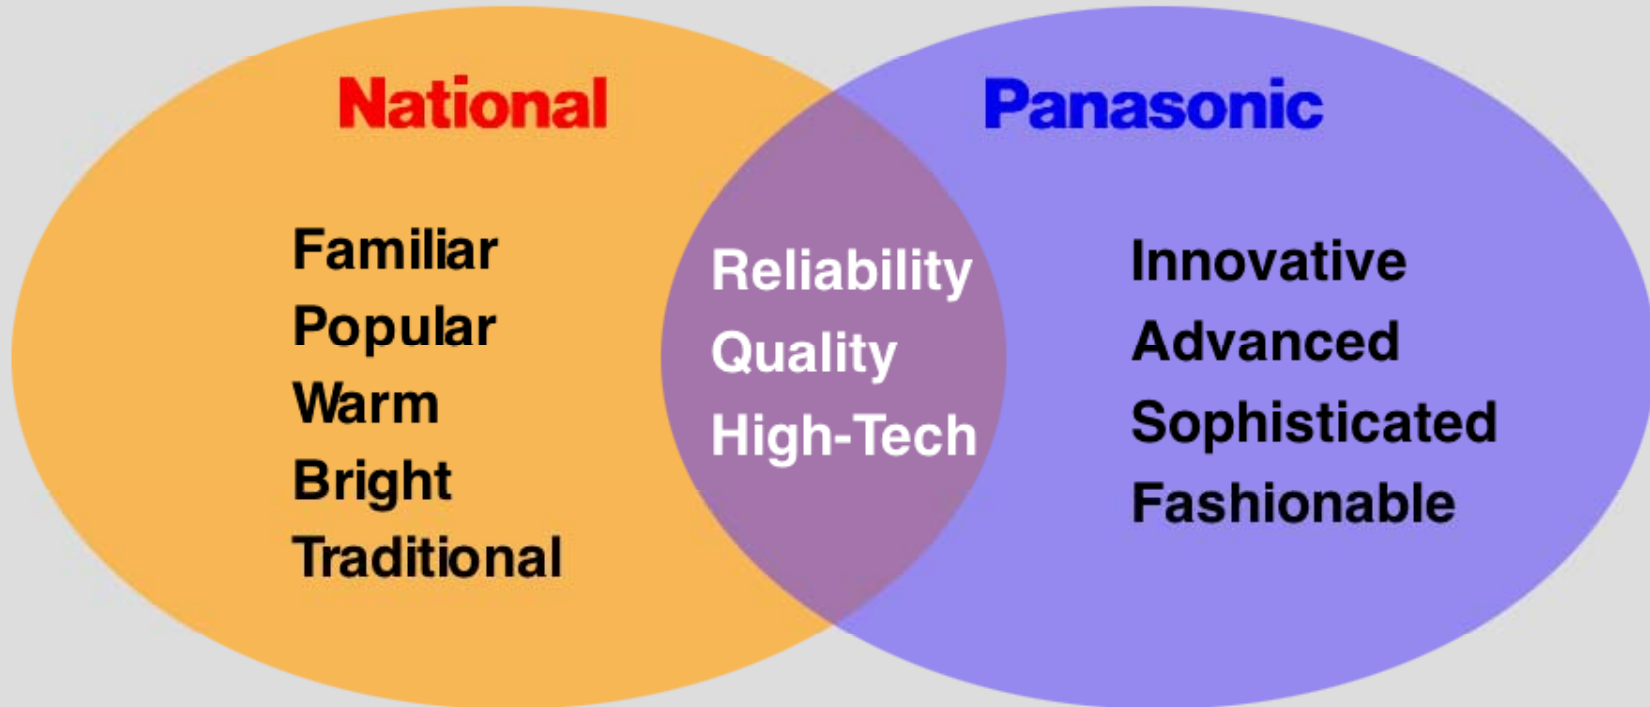 National
Familiar
Popular
Warm
Bright
Traditional
Reliability
Quality
High-Tech
Panasonic
Innovative
Advanced
Sophisticated
Fashionable